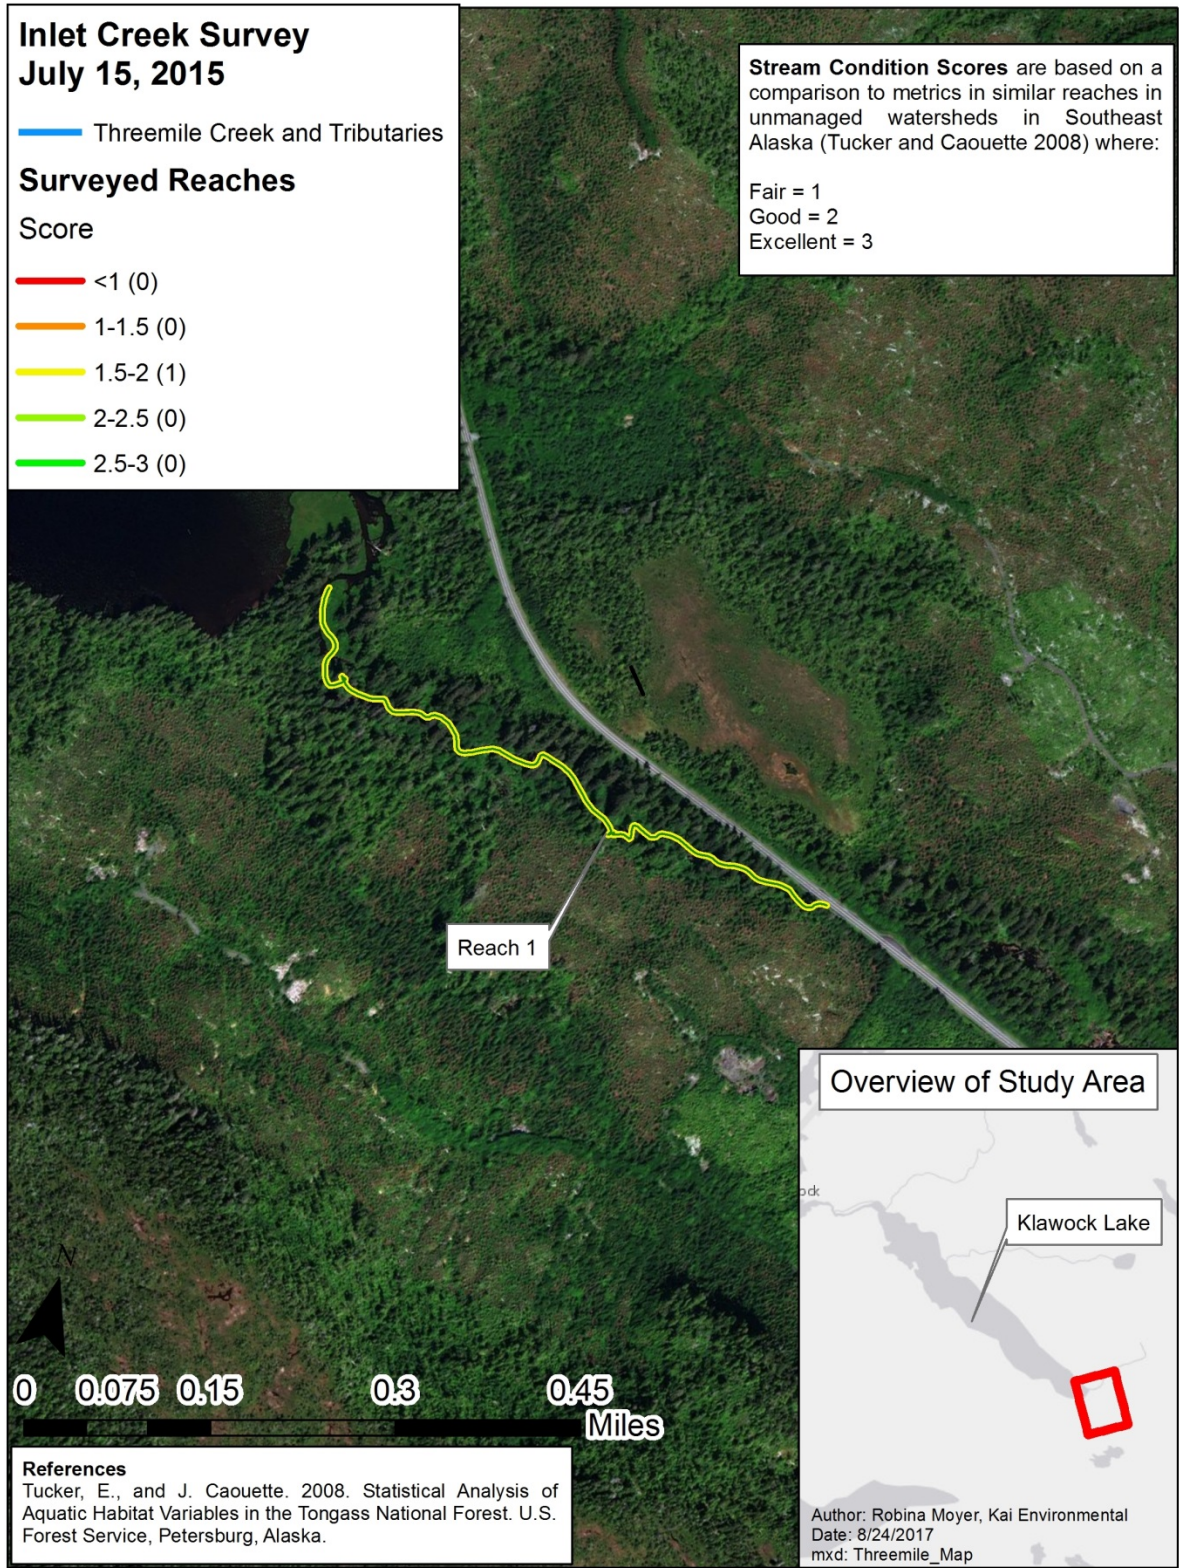 Inlet Creek Survey
July 15, 2015
Threemile Creek and Tributaries
Surveyed Reaches
Score
<1 (0)
1-1.5 (0)
1.5-2 (1)
2-2.5 (0)
2.5-3 (0)
Stream Condition Scores are based on a
comparison to metrics in similar reaches in
unmanaged watersheds in Southeast
Alaska (Tucker and Caouette 2008) where:
Fair = 1
Good = 2
Excellent = 3
Reach 1
N
0 0.075 0.15 0.3 0.45
Miles
References
Tucker, E., and J. Caouette. 2008. Statistical Analysis of
Aquatic Habitat Variables in the Tongass National Forest. U.S.
Forest Service, Petersburg, Alaska.
Overview of Study Area
ock
Klawock Lake
Author: Robina Moyer, Kai Environmental
Date: 8/24/2017
mxd: Threemile_Map